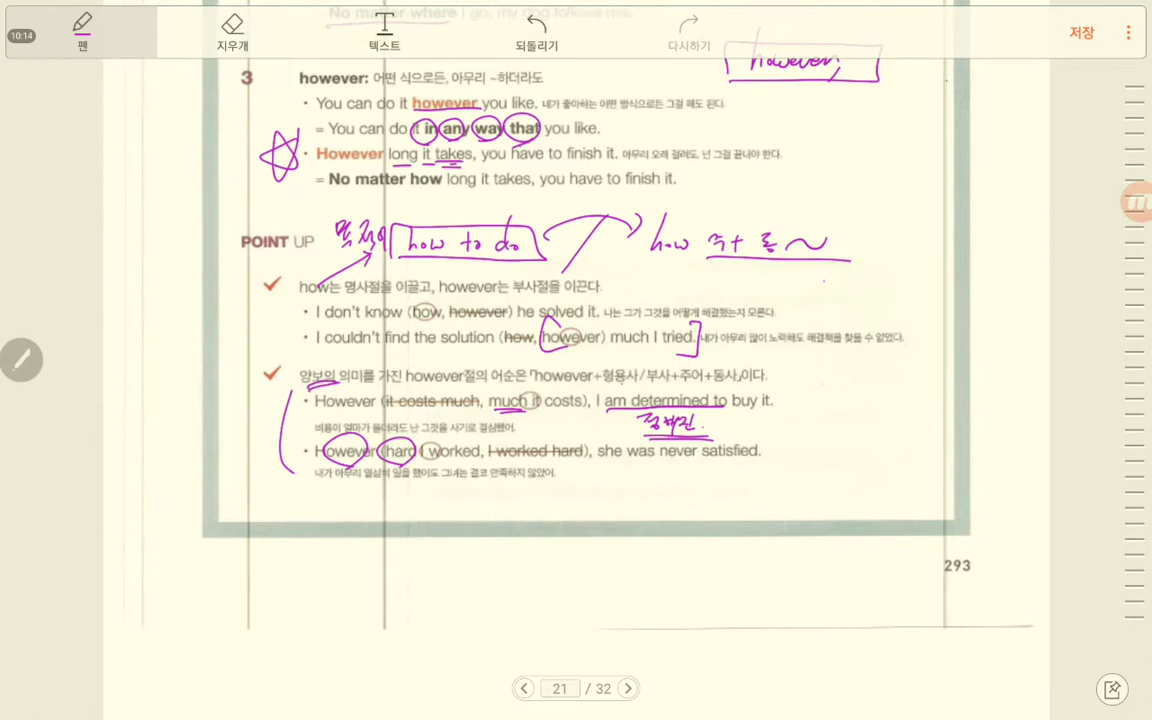 No matter where I go, my dog follows me.
10:14
펜
지우개
텍스트
되돌리기
다시하기
저장
however,
3 however: 어떤 식으로든, 아무리 ~하더라도
· You can do it however you like. 네가 좋아하는 어떤 방식으로든 그걸 해도 된다.
= You can do it in any way that you like.
· However long it takes, you have to finish it. 아무리 오래 걸려도 넌 그걸 끝내야 한다.
= No matter how long it takes, you have to finish it.
how to do
how 주+동~
POINT UP
how는 명사절을 이끌고, however는 부사절을 이끈다.
· I don't know (how, however) he solved it. 나는 그가 그것을 어떻게 해결했는지 모른다.
· I couldn't find the solution (how, however) much I tried. 내가 아무리 많이 노력해도 해결책을 찾을 수 없었다.
양보의 의미를 가진 however절의 어순은 「however+형용사/부사+주어+동사」이다.
· However (it costs much, much it costs), I am determined to buy it.
비용이 얼마가 들더라도 난 그것을 사기로 결심했어.
· However (hard I worked, I worked hard), she was never satisfied.
내가 아무리 열심히 일을 했어도 그녀는 결코 만족하지 않았어.
293
21 / 32